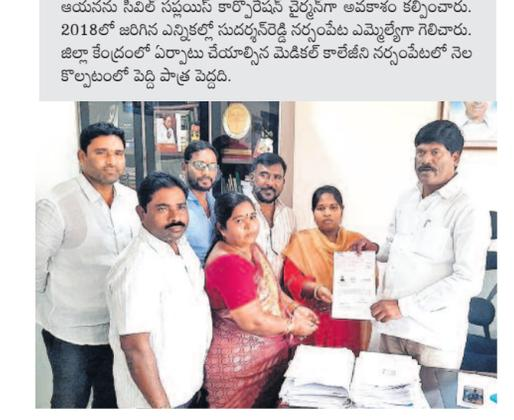 ఆయనను సివిల్ సప్లయిస్ కార్పొరేషన్ చైర్మన్‌గా అవకాశం కల్పించారు.
2018లో జరిగిన ఎన్నికల్లో సుదర్శన్‌రెడ్డి నర్సంపేట ఎమ్మెల్యేగా గెలిచారు.
జిల్లా కేంద్రంలో ఏర్పాటు చేయాల్సిన మెడికల్ కాలేజీని నర్సంపేటలో నెల
కొల్పటంలో పెద్ది పాత్ర పెద్దది.